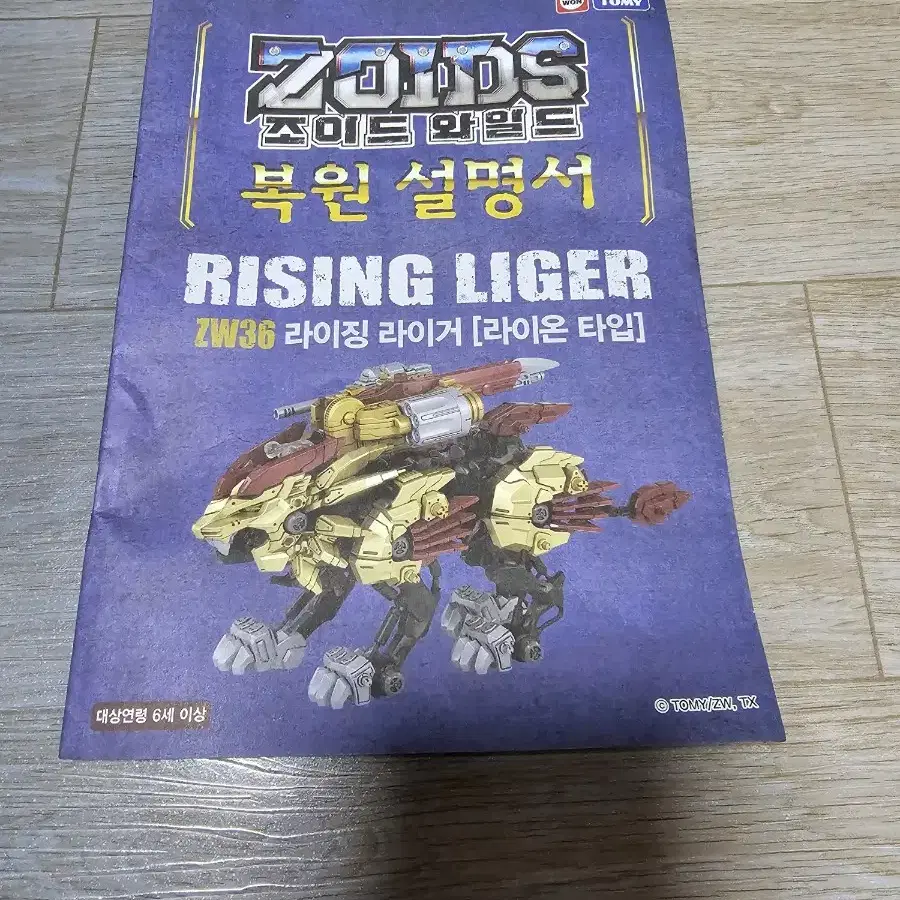 WON TOMY
ZOIDS
조이드 와일드
복원 설명서
RISING LIGER
ZW36 라이징 라이거 [라이온 타입]
대상연령 6세 이상
© TOMY/ZW, TX